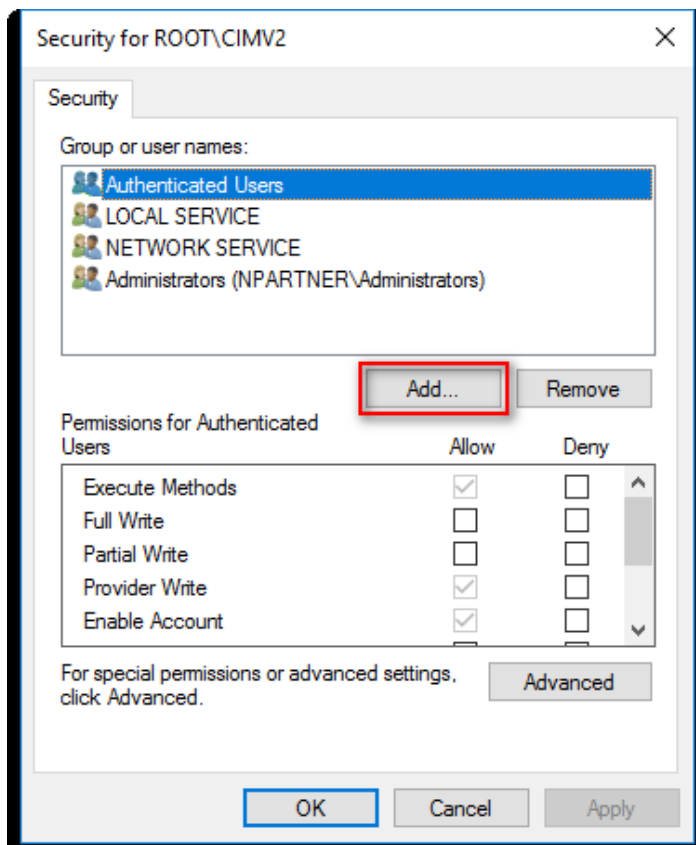 Security for ROOT\CIMV2
Security
Group or user names:
Authenticated Users
LOCAL SERVICE
NETWORK SERVICE
Administrators (NPARTNER\Administrators)
Add...
Remove
Permissions for Authenticated
Users
Allow
Deny
Execute Methods
Full Write
Partial Write
Provider Write
Enable Account
For special permissions or advanced settings,
click Advanced.
Advanced
OK
Cancel
Apply